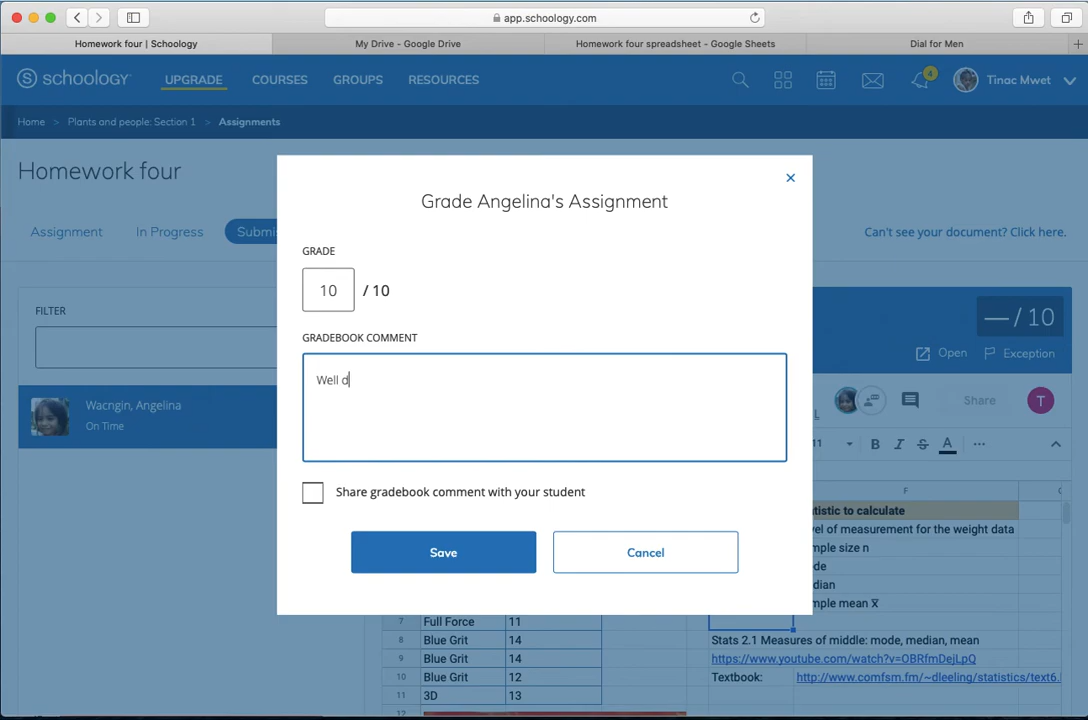 app.schoology.com
Homework four | Schoology
My Drive - Google Drive
Homework four spreadsheet - Google Sheets
Dial for Men
schoology
UPGRADE
COURSES
GROUPS
RESOURCES
4
Tinac Mwet
Home > Plants and people: Section 1 > Assignments
Homework four
Assignment
In Progress
Can't see your document? Click here.
Grade Angelina's Assignment
GRADE
10 / 10
GRADEBOOK COMMENT
Well d
Share gradebook comment with your student
Save
Cancel
FILTER
Wacngin, Angelina
On Time
— / 10
Open
Exception
Share
T
11
B I S A
F
to calculate
of measurement for the weight data
size n
mean x̅
7 Full Force 11
8 Blue Grit 14
Stats 2.1 Measures of middle: mode, median, mean
9 Blue Grit 14
https://www.youtube.com/watch?v=OBRfmDejLpQ
10 Blue Grit 12
Textbook: http://www.comfsm.fm/~dleeling/statistics/text6.
11 3D 13
12